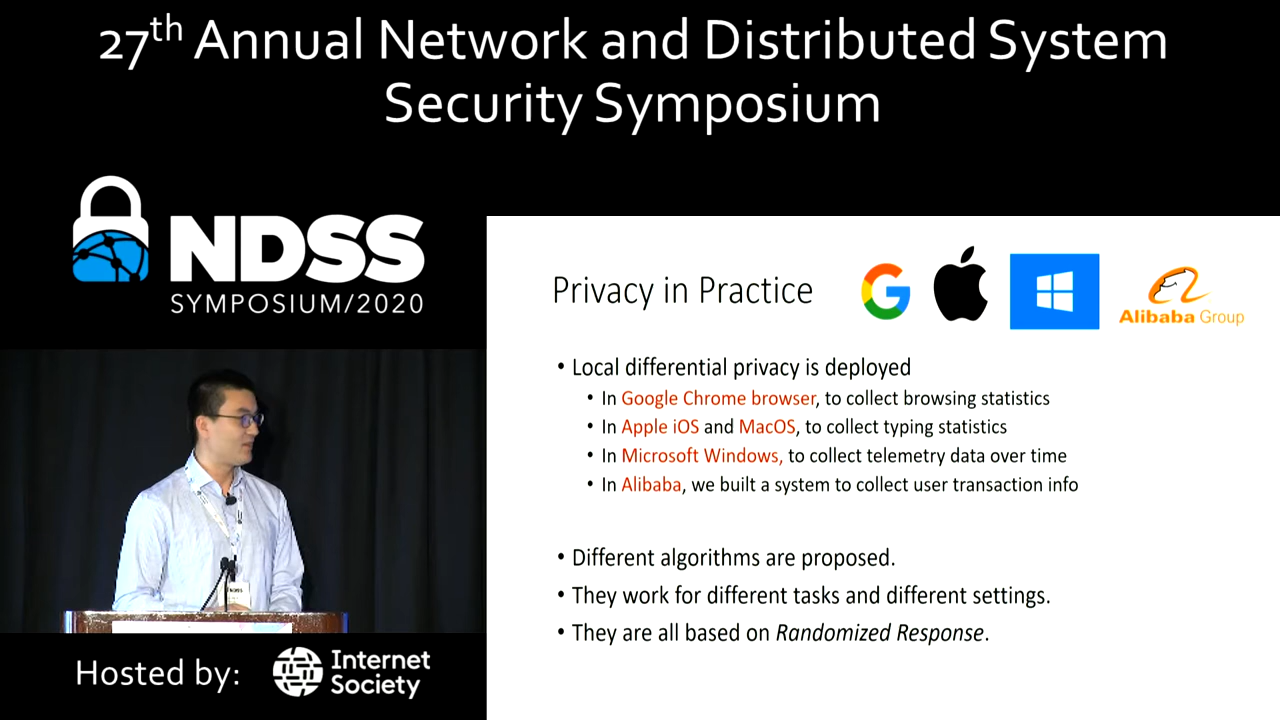 27th Annual Network and Distributed System
Security Symposium
NDSS
SYMPOSIUM/2020
Privacy in Practice
Alibaba Group
• Local differential privacy is deployed
• In Google Chrome browser, to collect browsing statistics
• In Apple iOS and MacOS, to collect typing statistics
• In Microsoft Windows, to collect telemetry data over time
• In Alibaba, we built a system to collect user transaction info
• Different algorithms are proposed.
• They work for different tasks and different settings.
• They are all based on Randomized Response.
NDSS
Hosted by:
Internet
Society